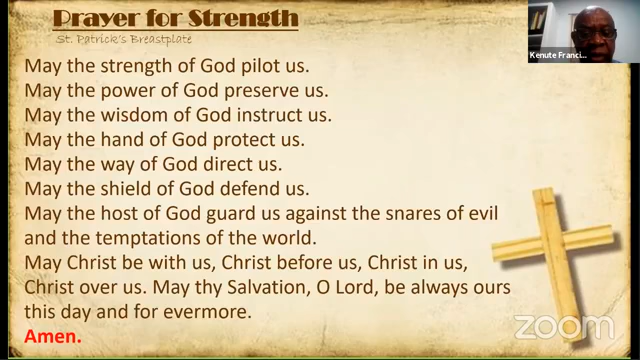 Prayer for Strength
St. Patrick's Breastplate
May the strength of God pilot us.
May the power of God preserve us.
May the wisdom of God instruct us.
May the hand of God protect us.
May the way of God direct us.
May the shield of God defend us.
May the host of God guard us against the snares of evil
and the temptations of the world.
May Christ be with us, Christ before us, Christ in us,
Christ over us. May thy Salvation, O Lord, be always ours
this day and for evermore.
Amen.
Kenute Franci...
zoom